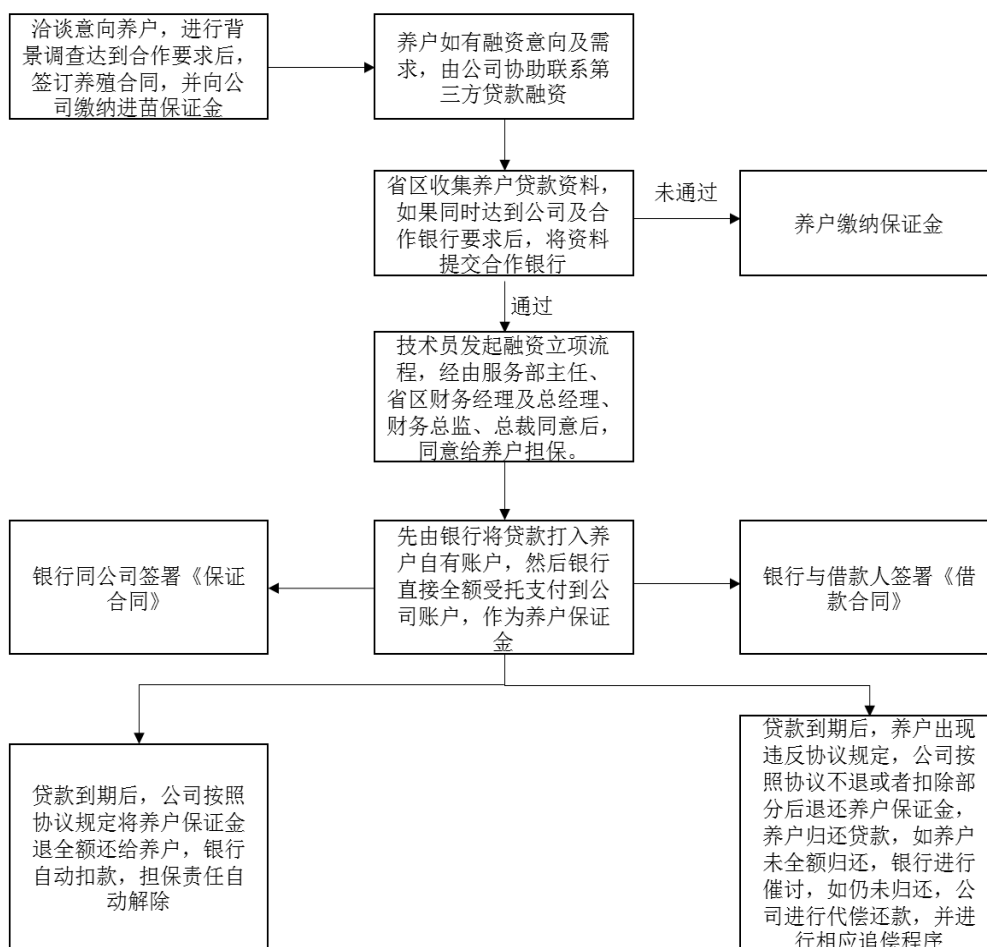 洽谈意向养户，进行背
景调查达到合作要求后，
签订养殖合同，并向公
司缴纳进苗保证金
养户如有融资意向及需
求，由公司协助联系第
三方贷款融资
省区收集养户贷款资料，
如果同时达到公司及合
作银行要求后，将资料
提交合作银行
未通过
养户缴纳保证金
通过
技术员发起融资立项流
程，经由服务部主任、
省区财务经理及总经理、
财务总监、总裁同意后，
同意给养户担保。
银行同公司签署《保证
合同》
先由银行将贷款打入养
户自有账户，然后银行
直接全额受托支付到公
司账户，作为养户保证
金
银行与借款人签署《借
款合同》
贷款到期后，公司按照
协议规定将养户保证金
退全额还给养户，银行
自动扣款，担保责任自
动解除
贷款到期后，养户出现
违反协议规定，公司按
照协议不退或者扣除部
分后退还养户保证金，
养户归还贷款，如养户
未全额归还，银行进行
催讨，如仍未归还，公
司进行代偿还款，并进
行相应追偿程序